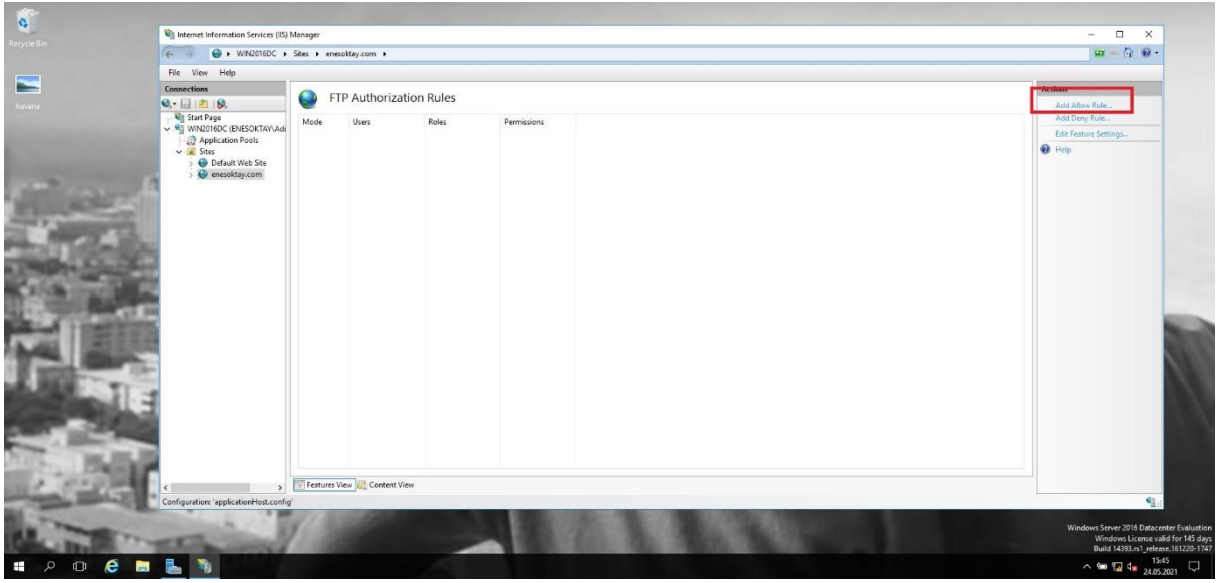 Recycle Bin
havana
Internet Information Services (IIS) Manager
WIN2016DC Sites enesoktay.com
File View Help
Connections
Start Page
WIN2016DC (ENESOKTAY\Adı
Application Pools
Sites
Default Web Site
enesoktay.com
FTP Authorization Rules
Mode Users Roles Permissions
Actions
Add Allow Rule...
Add Deny Rule...
Edit Feature Settings...
Help
Features View Content View
Configuration: 'applicationHost.config'
Windows Server 2016 Datacenter Evaluation
Windows License valid for 145 days
Build 14393.rs1_release.161220-1747
15:45
24.05.2021